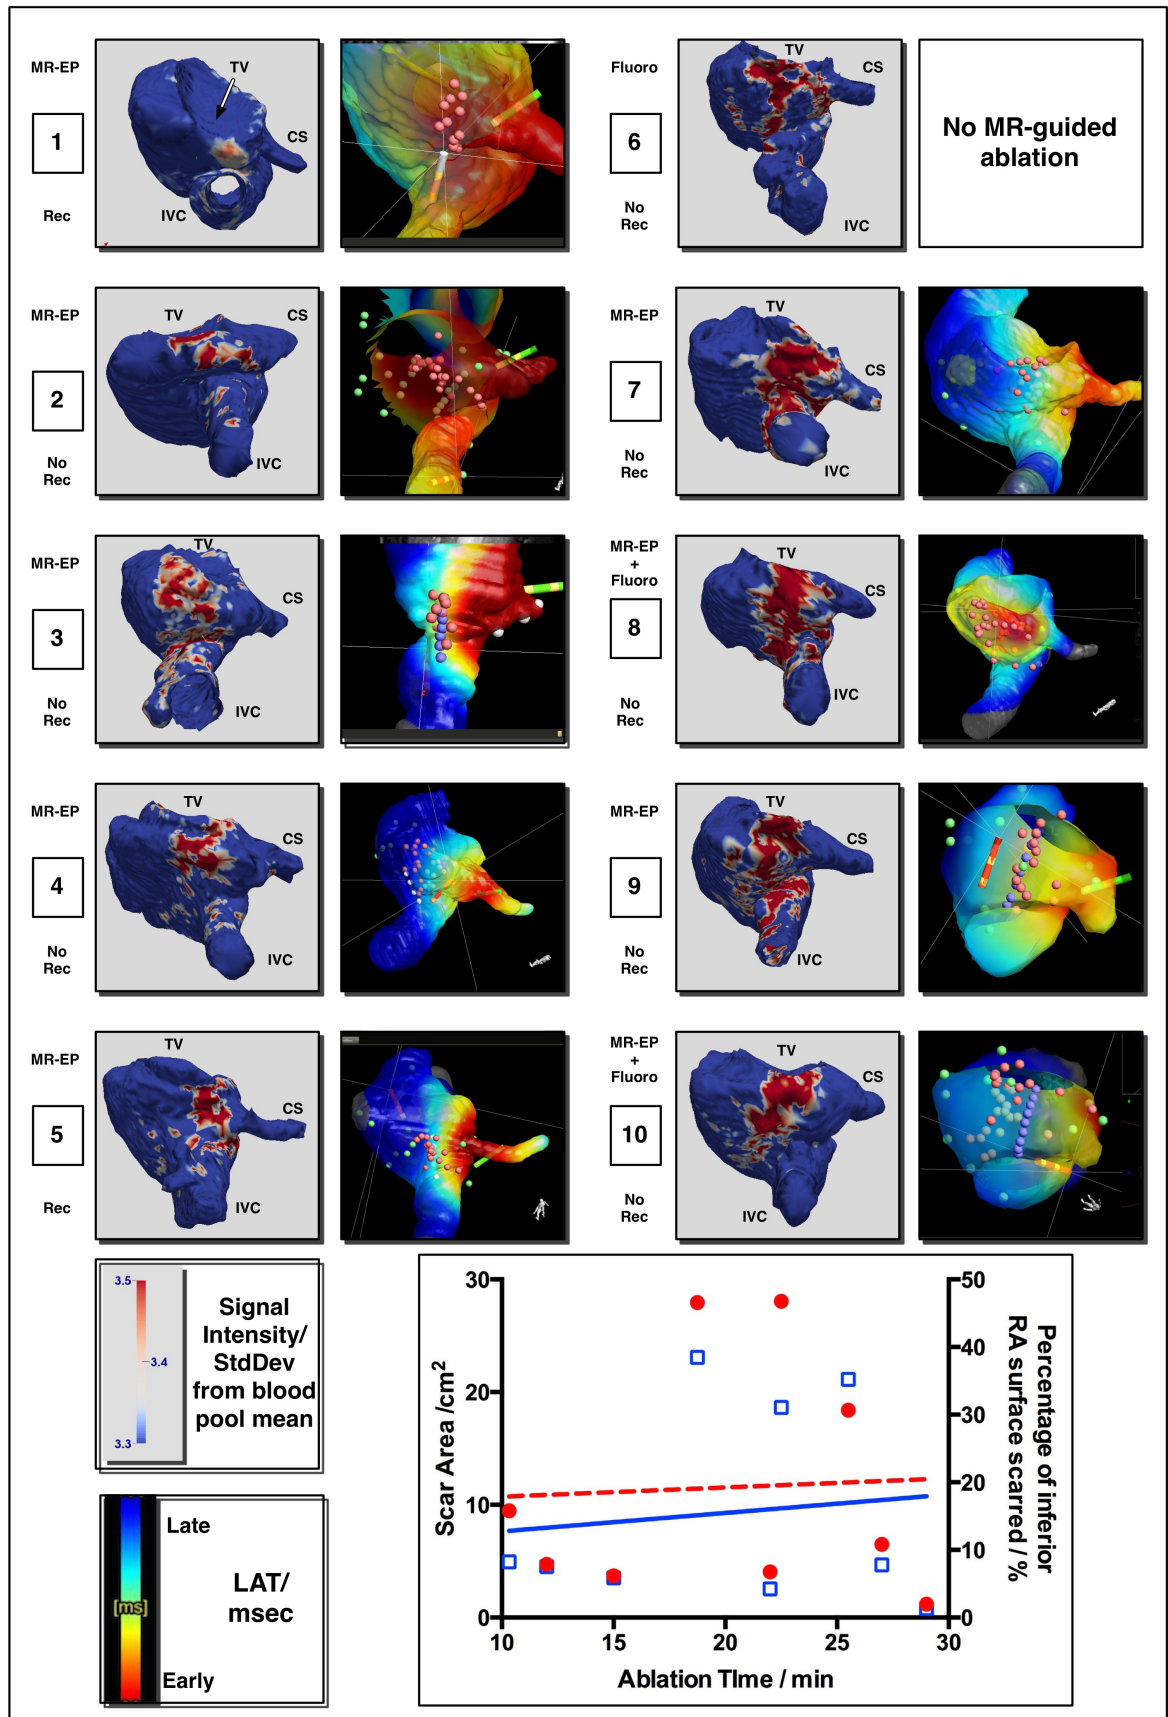 MR-EP
1
Rec
TV
CS
IVC
Fluoro
6
No
Rec
TV
CS
IVC
No MR-guided
ablation
MR-EP
2
No
Rec
TV
CS
IVC
MR-EP
7
No
Rec
TV
CS
IVC
MR-EP
3
No
Rec
TV
CS
IVC
MR-EP
+
Fluoro
8
No
Rec
TV
CS
IVC
MR-EP
4
No
Rec
TV
CS
IVC
MR-EP
9
No
Rec
TV
CS
IVC
MR-EP
5
Rec
TV
CS
IVC
MR-EP
+
Fluoro
10
No
Rec
TV
CS
IVC
3.5
3.4
3.3
Signal
Intensity/
StdDev
from blood
pool mean
Late
[ms]
Early
LAT/
msec
Scar Area /cm²
30
20
10
0
10
15
20
25
30
Ablation TIme / min
50
40
30
20
10
0
Percentage of inferior
RA surface scarred / %